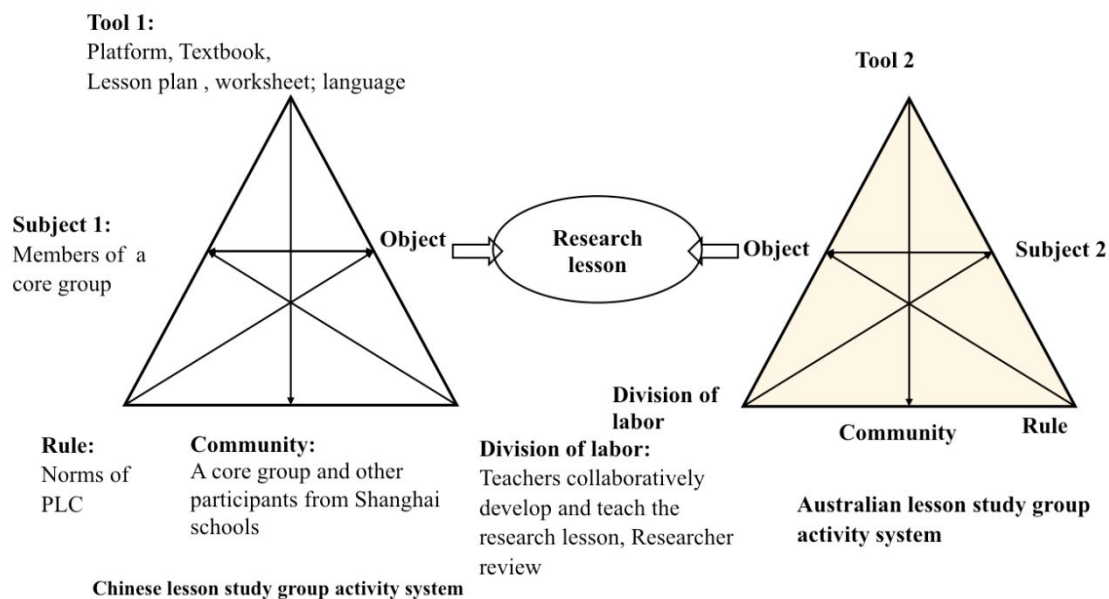 Tool 1:
Platform, Textbook,
Lesson plan , worksheet; language
Tool 2
Subject 1:
Members of a
core group
Object
Research
lesson
Object
Subject 2
Rule:
Norms of
PLC
Community:
A core group and other
participants from Shanghai
schools
Division of labor:
Teachers collaboratively
develop and teach the
research lesson, Researcher
review
Division of
labor
Community
Rule
Chinese lesson study group activity system
Australian lesson study group
activity system